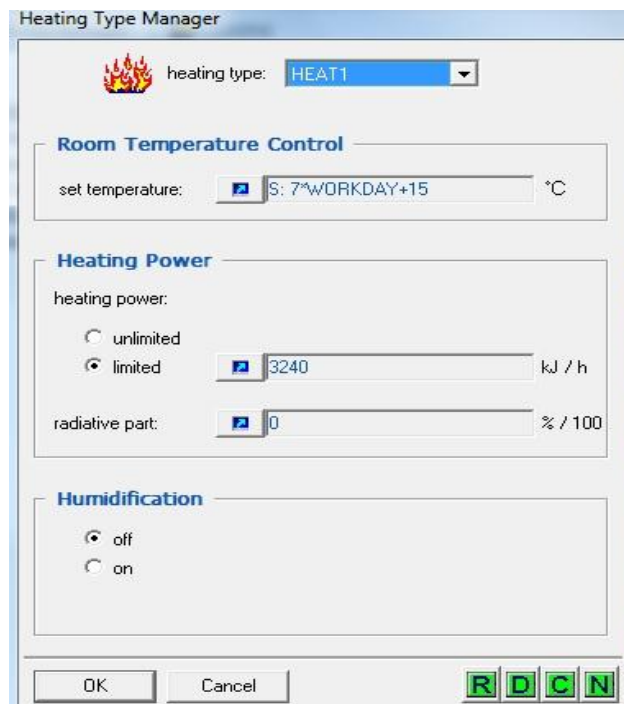 Heating Type Manager
heating type: HEAT1
Room Temperature Control
set temperature: S: 7*WORKDAY+15 °C
Heating Power
heating power:
unlimited
limited 3240 kJ / h
radiative part: 0 % / 100
Humidification
off
on
OK Cancel R D C N